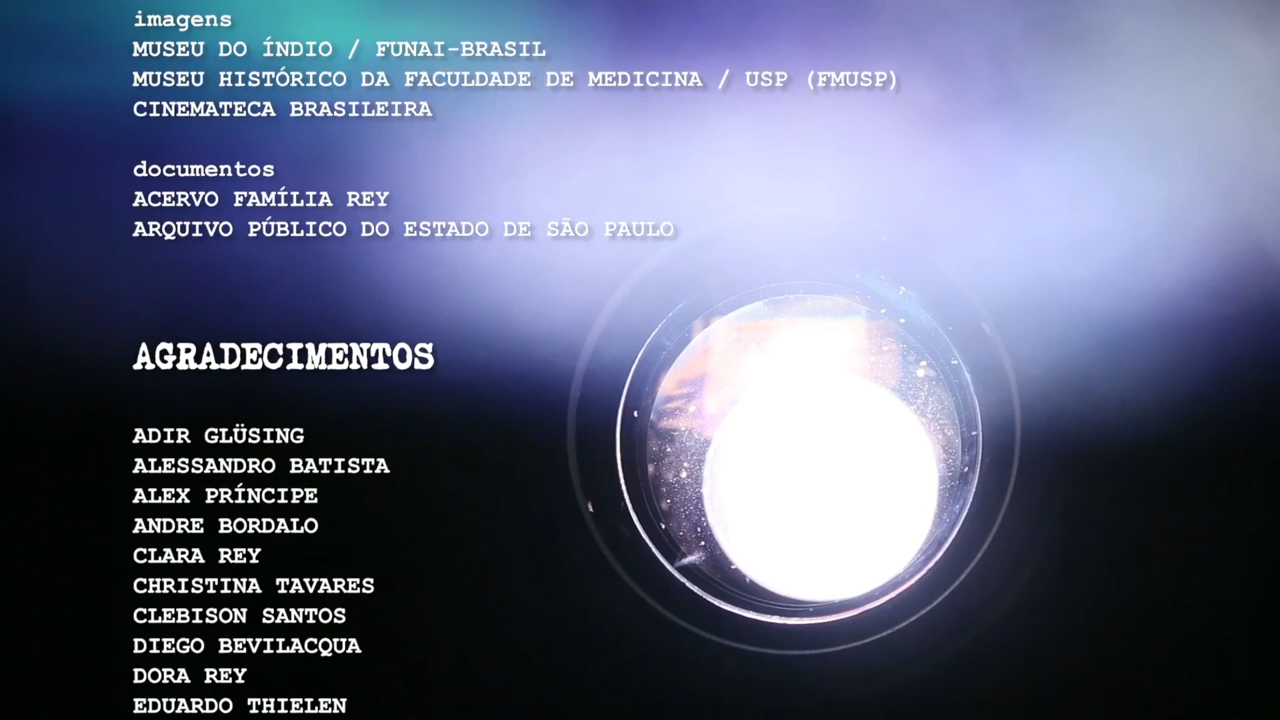 imagens
MUSEU DO ÍNDIO / FUNAI-BRASIL
MUSEU HISTÓRICO DA FACULDADE DE MEDICINA / USP (FMUSP)
CINEMATECA BRASILEIRA
documentos
ACERVO FAMÍLIA REY
ARQUIVO PÚBLICO DO ESTADO DE SÃO PAULO
AGRADECIMENTOS
ADIR GLÜSING
ALESSANDRO BATISTA
ALEX PRÍNCIPE
ANDRE BORDALO
CLARA REY
CHRISTINA TAVARES
CLEBISON SANTOS
DIEGO BEVILACQUA
DORA REY
EDUARDO THIELEN